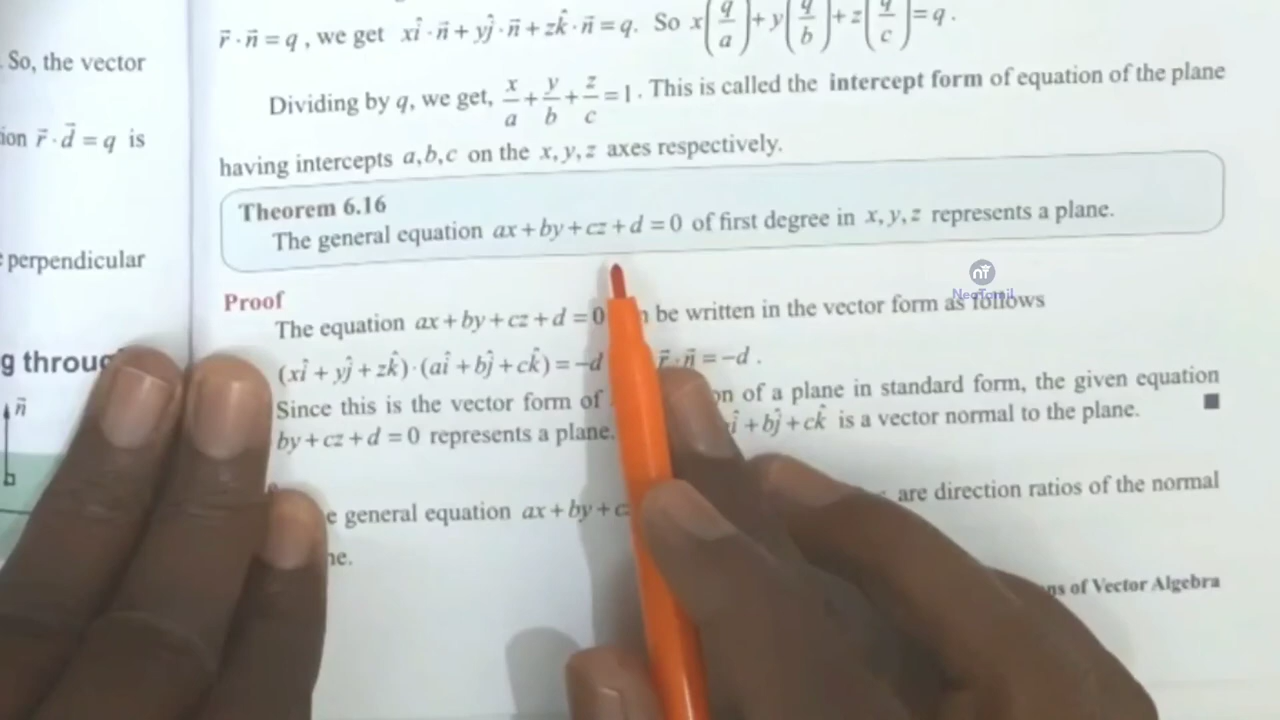 So, the vector
ion r⃗ · d⃗ = q is
perpendicular
g throug
n⃗
r⃗ · n⃗ = q, we get xî · n⃗ + yĵ · n⃗ + zk̂ · n⃗ = q. So x(q/a) + y(q/b) + z(q/c) = q.
Dividing by q, we get, x/a + y/b + z/c = 1. This is called the intercept form of equation of the plane
having intercepts a, b, c on the x, y, z axes respectively.
Theorem 6.16
The general equation ax + by + cz + d = 0 of first degree in x, y, z represents a plane.
NeoTamil
Proof
The equation ax + by + cz + d = 0 be written in the vector form as follows
(xî + yĵ + zk̂) · (aî + bĵ + ck̂) = −d r⃗ · n⃗ = −d.
Since this is the vector form of of a plane in standard form, the given equation
by + cz + d = 0 represents a plane. î + bĵ + ck̂ is a vector normal to the plane. ■
general equation ax + by + c are direction ratios of the normal
ne.
of Vector Algebra